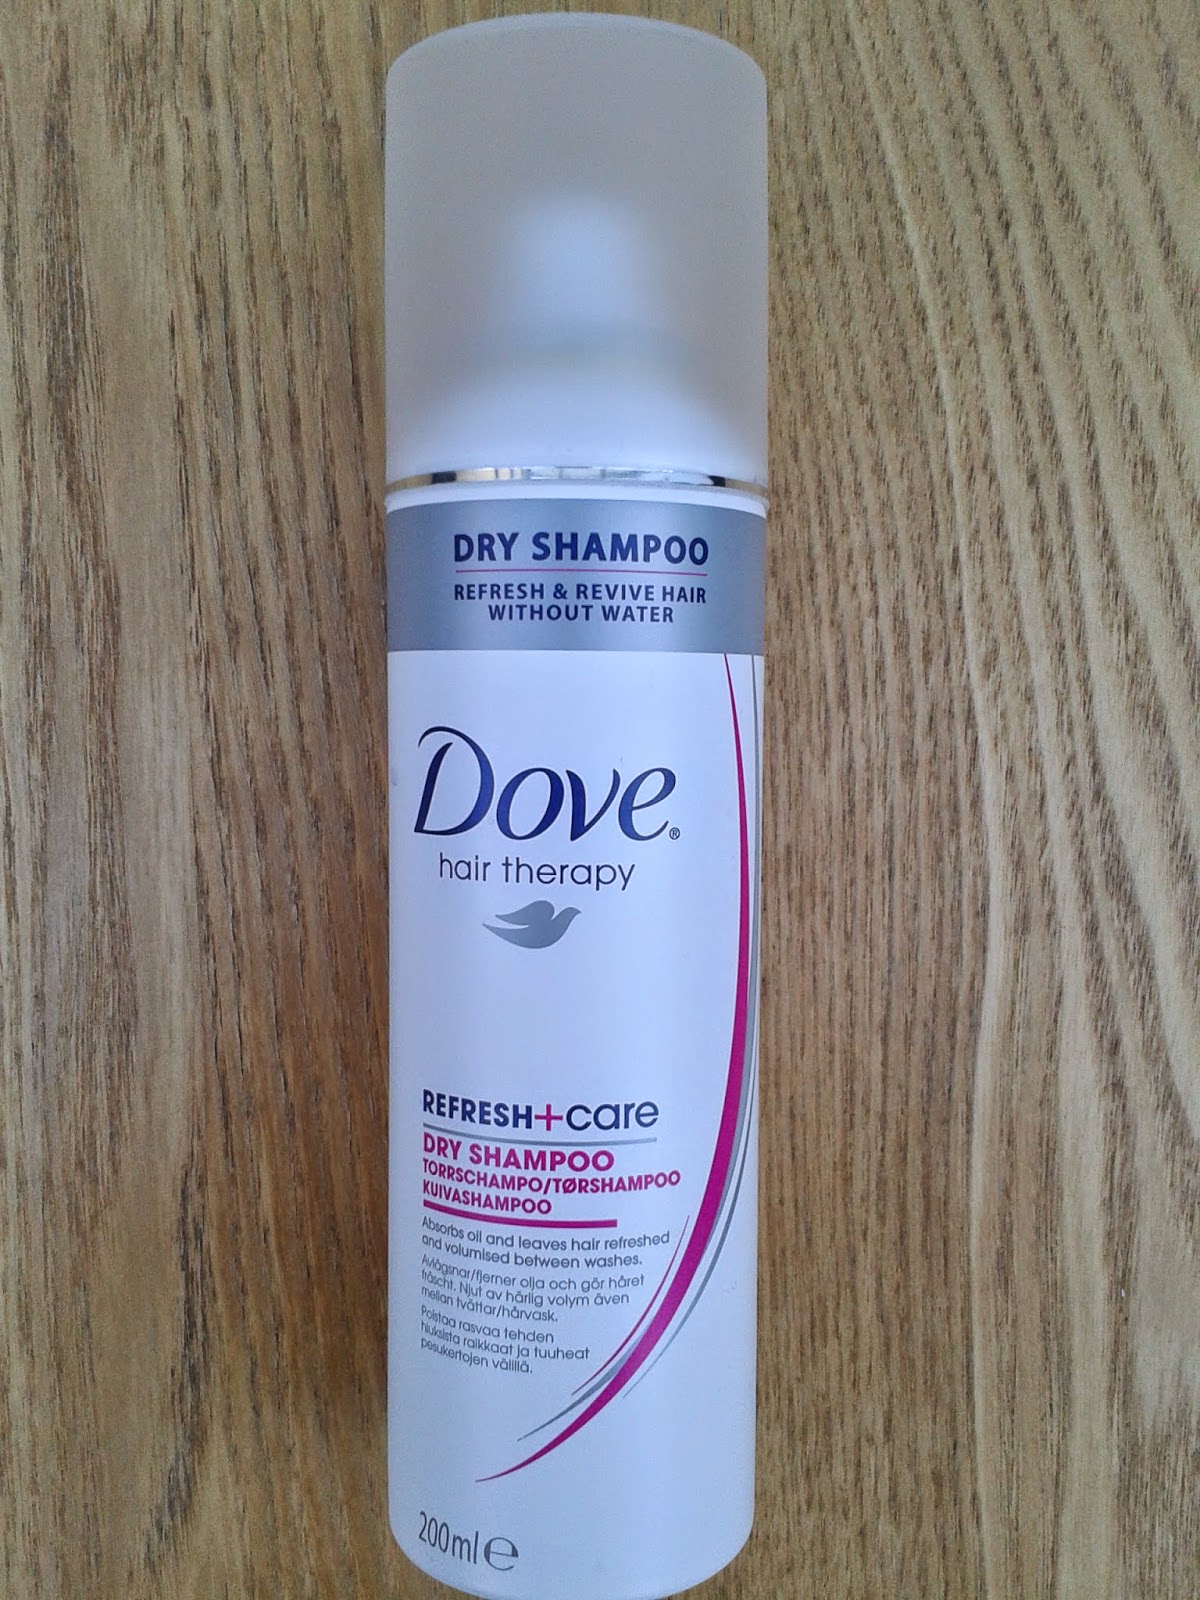 DRY SHAMPOO
REFRESH & REVIVE HAIR
WITHOUT WATER
Dove®
hair therapy
REFRESH+care
DRY SHAMPOO
TORRSCHAMPO/TØRSHAMPOO
KUIVASHAMPOO
Absorbs oil and leaves hair refreshed
and volumised between washes.
Avlägsnar/fjerner olja och gör håret
fräscht. Njut av härlig volym även
mellan tvättar/hårvask.
Poistaa rasvaa tehden
hiuksista raikkaat ja tuuheat
pesukertojen välillä.
200ml ℮